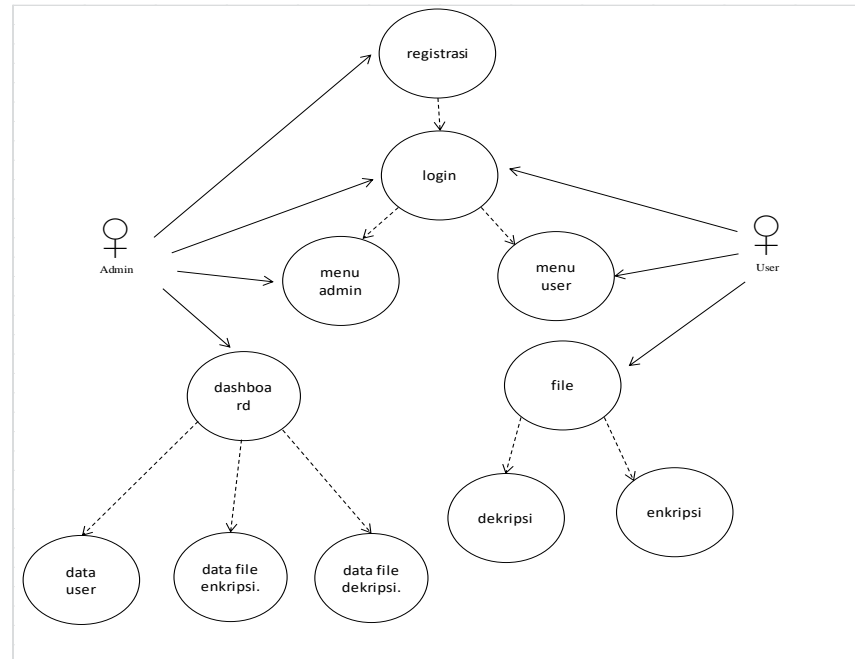 registrasi
login
Admin
User
menu
admin
menu
user
dashboa
rd
file
dekripsi
enkripsi
data
user
data file
enkripsi.
data file
dekripsi.